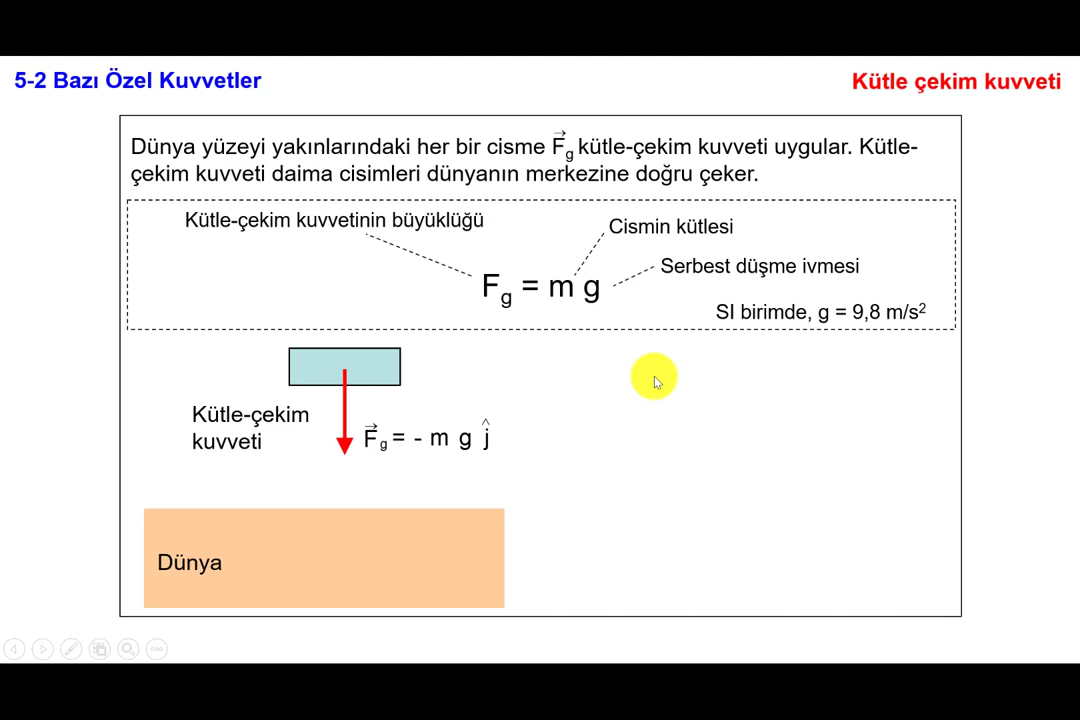 5-2 Bazı Özel Kuvvetler
Kütle çekim kuvveti
Dünya yüzeyi yakınlarındaki her bir cisme F⃗g kütle-çekim kuvveti uygular. Kütle-
çekim kuvveti daima cisimleri dünyanın merkezine doğru çeker.
Kütle-çekim kuvvetinin büyüklüğü
Cismin kütlesi
Serbest düşme ivmesi
Fg = m g
SI birimde, g = 9,8 m/s²
Kütle-çekim
kuvveti
F⃗g = - m g ĵ
Dünya